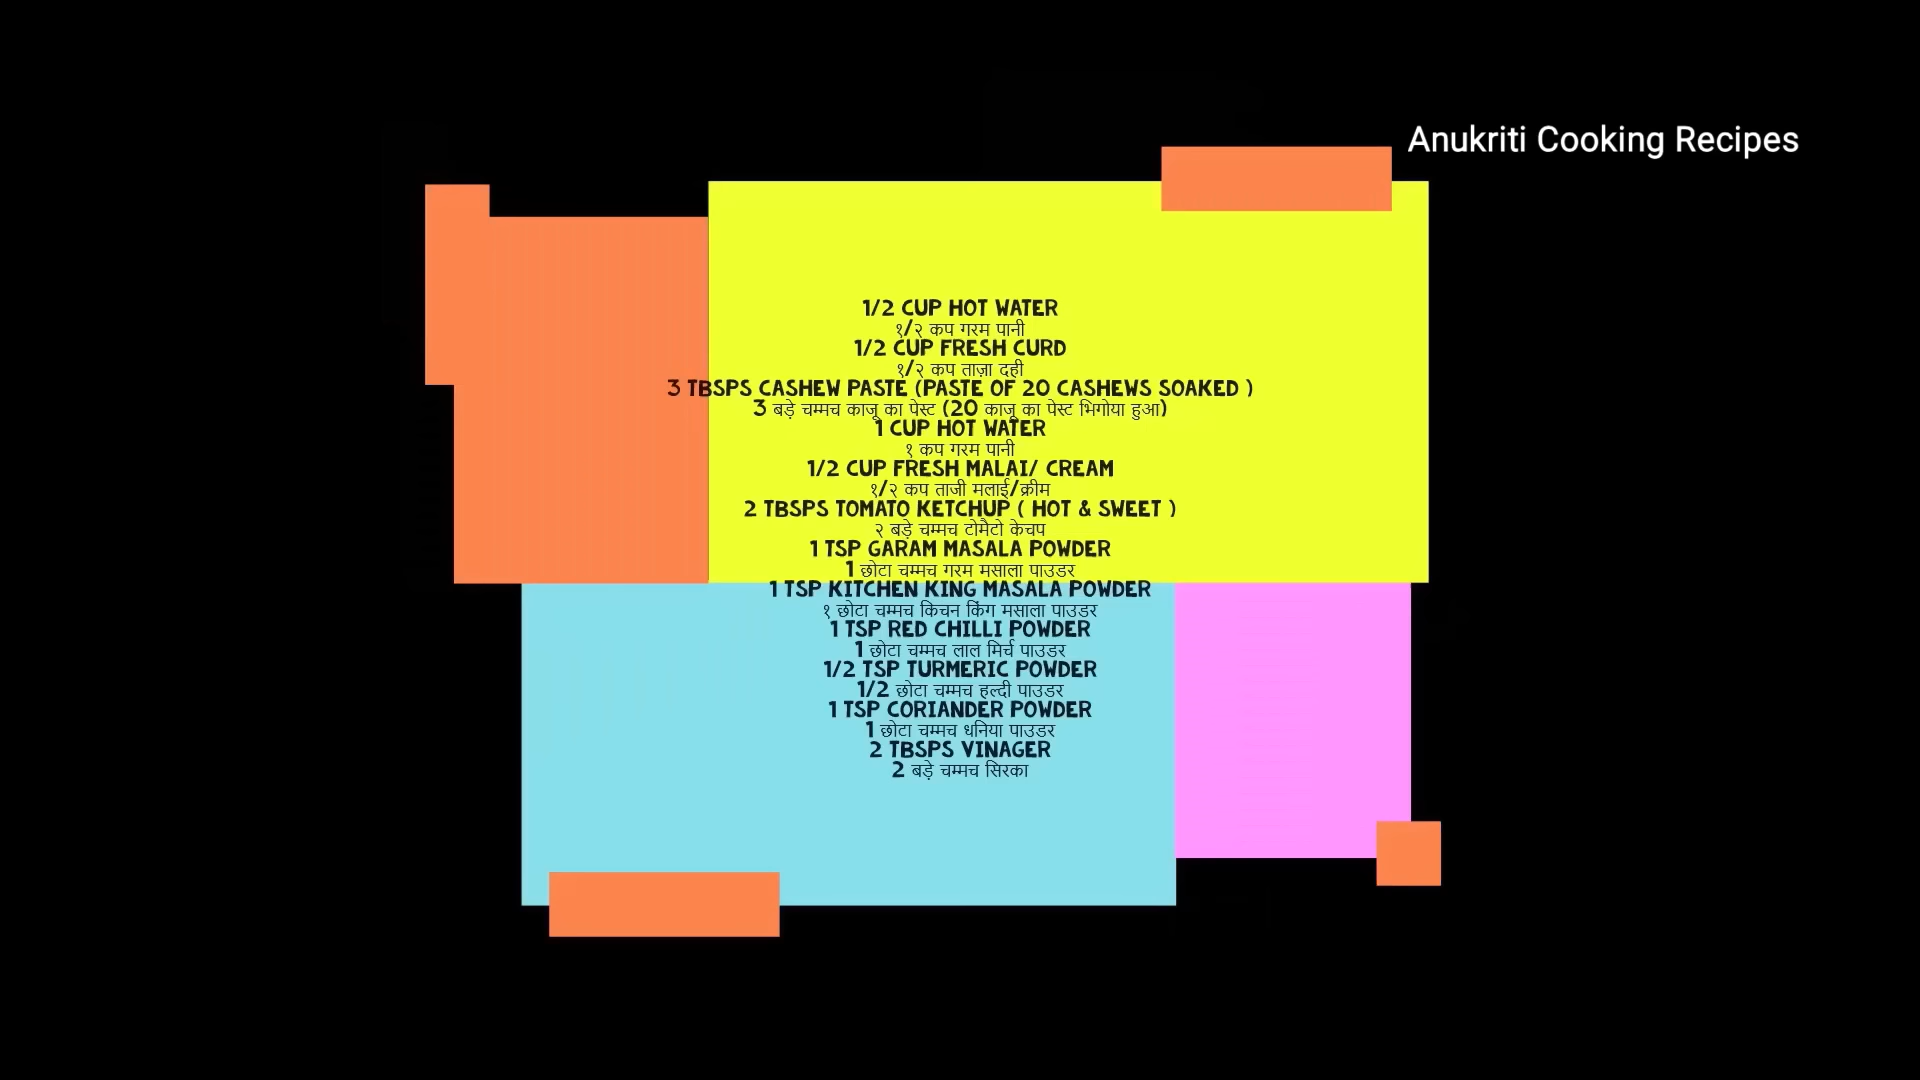 Anukriti Cooking Recipes
1/2 CUP HOT WATER
१/२ कप गरम पानी
1/2 CUP FRESH CURD
१/२ कप ताज़ा दही
3 TBSPS CASHEW PASTE (PASTE OF 20 CASHEWS SOAKED )
3 बड़े चम्मच काजू का पेस्ट (20 काजू का पेस्ट भिगोया हुआ)
1 CUP HOT WATER
१ कप गरम पानी
1/2 CUP FRESH MALAI/ CREAM
१/२ कप ताजी मलाई/क्रीम
2 TBSPS TOMATO KETCHUP ( HOT & SWEET )
२ बड़े चम्मच टोमैटो केचप
1 TSP GARAM MASALA POWDER
1 छोटा चम्मच गरम मसाला पाउडर
1 TSP KITCHEN KING MASALA POWDER
१ छोटा चम्मच किचन किंग मसाला पाउडर
1 TSP RED CHILLI POWDER
1 छोटा चम्मच लाल मिर्च पाउडर
1/2 TSP TURMERIC POWDER
1/2 छोटा चम्मच हल्दी पाउडर
1 TSP CORIANDER POWDER
1 छोटा चम्मच धनिया पाउडर
2 TBSPS VINAGER
2 बड़े चम्मच सिरका